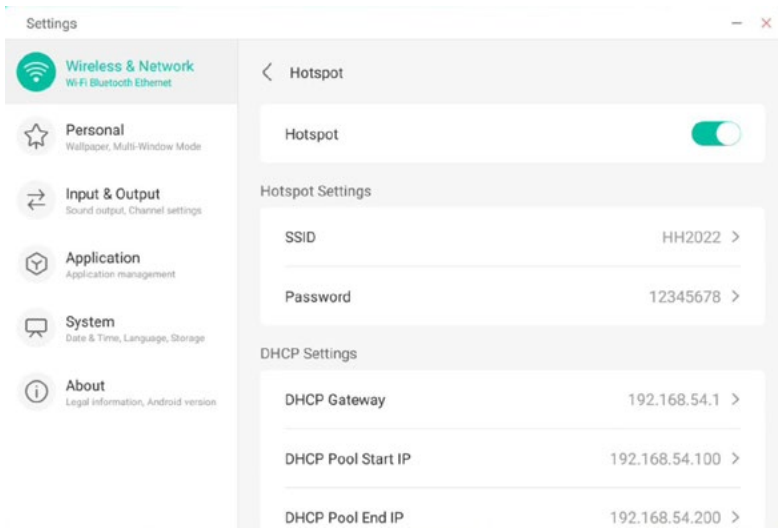 Settings
Wireless & Network
Wi-Fi Bluetooth Ethernet
Personal
Wallpaper, Multi-Window Mode
Input & Output
Sound output, Channel settings
Application
Application management
System
Date & Time, Language, Storage
About
Legal information, Android version
Hotspot
Hotspot
Hotspot Settings
SSID HH2022
Password 12345678
DHCP Settings
DHCP Gateway 192.168.54.1
DHCP Pool Start IP 192.168.54.100
DHCP Pool End IP 192.168.54.200